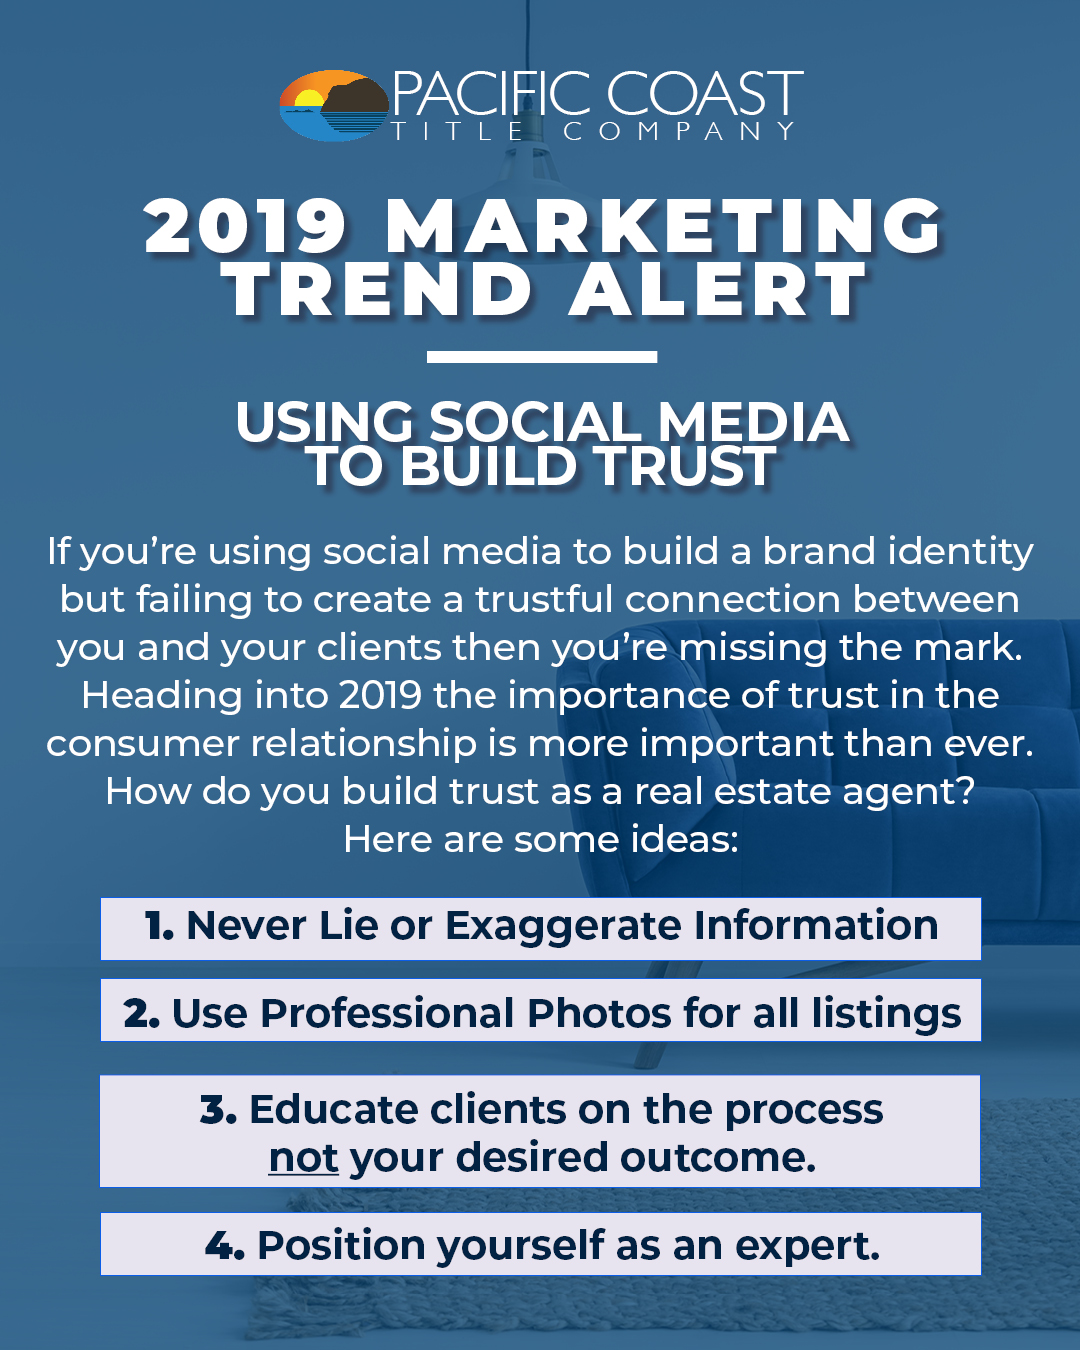 PACIFIC COAST
TITLE COMPANY
2019 MARKETING
TREND ALERT
USING SOCIAL MEDIA
TO BUILD TRUST
If you’re using social media to build a brand identity
but failing to create a trustful connection between
you and your clients then you’re missing the mark.
Heading into 2019 the importance of trust in the
consumer relationship is more important than ever.
How do you build trust as a real estate agent?
Here are some ideas:
1. Never Lie or Exaggerate Information
2. Use Professional Photos for all listings
3. Educate clients on the process
not your desired outcome.
4. Position yourself as an expert.